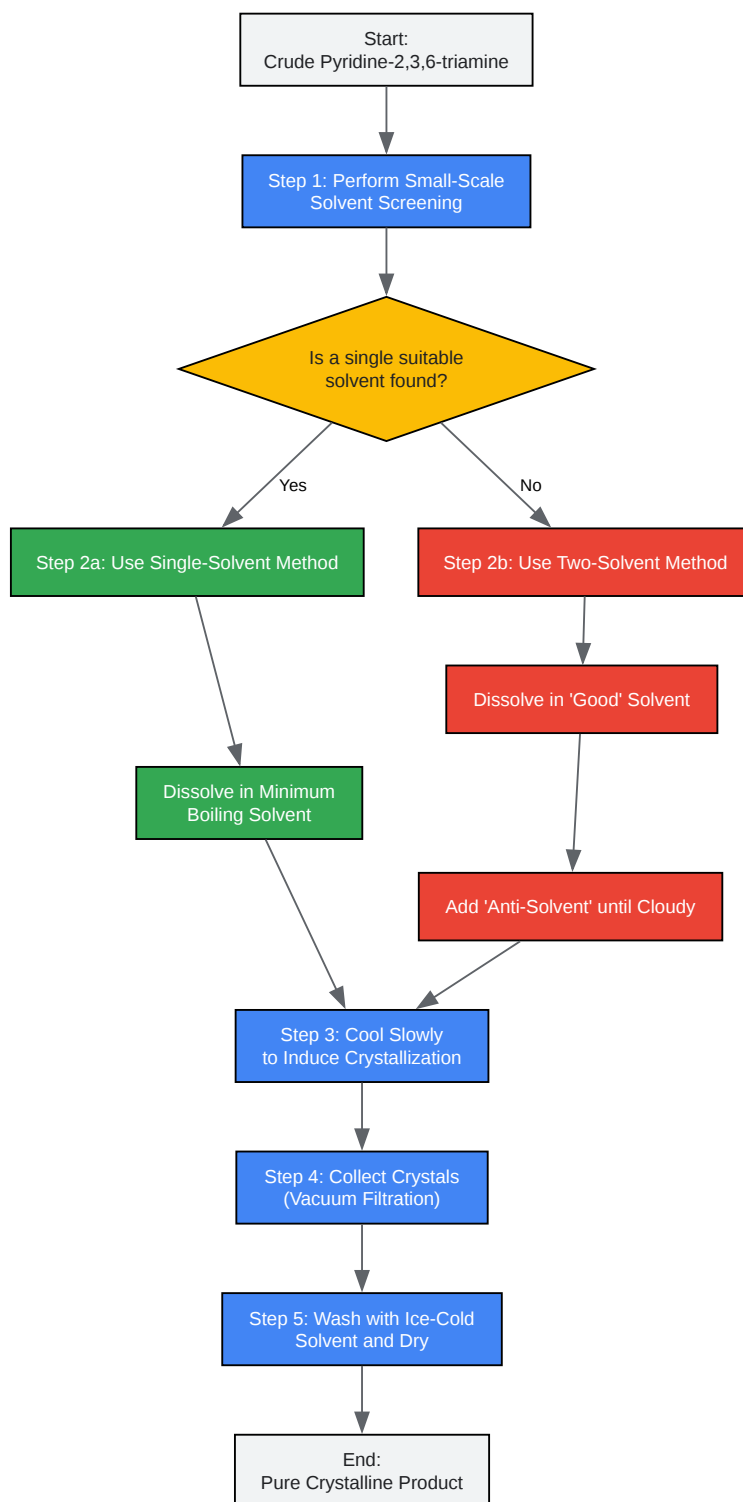 Start:
Crude Pyridine-2,3,6-triamine
Step 1: Perform Small-Scale
Solvent Screening
Is a single suitable
solvent found?
Yes
No
Step 2a: Use Single-Solvent Method
Step 2b: Use Two-Solvent Method
Dissolve in 'Good' Solvent
Dissolve in Minimum
Boiling Solvent
Add 'Anti-Solvent' until Cloudy
Step 3: Cool Slowly
to Induce Crystallization
Step 4: Collect Crystals
(Vacuum Filtration)
Step 5: Wash with Ice-Cold
Solvent and Dry
End:
Pure Crystalline Product